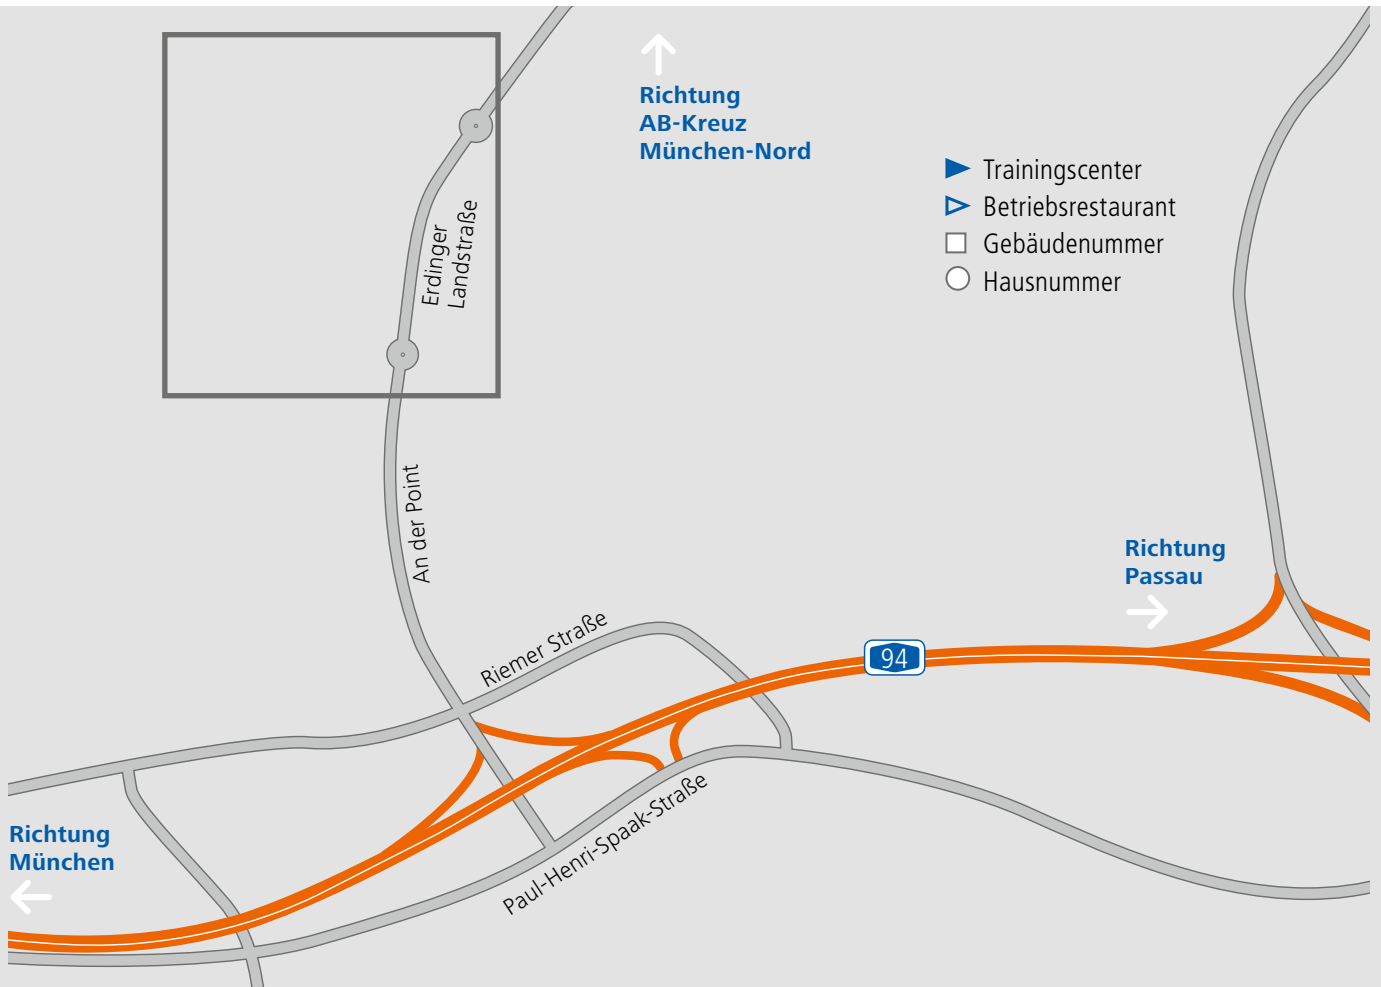 Richtung
AB-Kreuz
München-Nord
Trainingscenter
Betriebsrestaurant
Gebäudenummer
Hausnummer
Erdinger
Landstraße
An der Point
Richtung
Passau
Riemer Straße
94
Paul-Henri-Spaak-Straße
Richtung
München